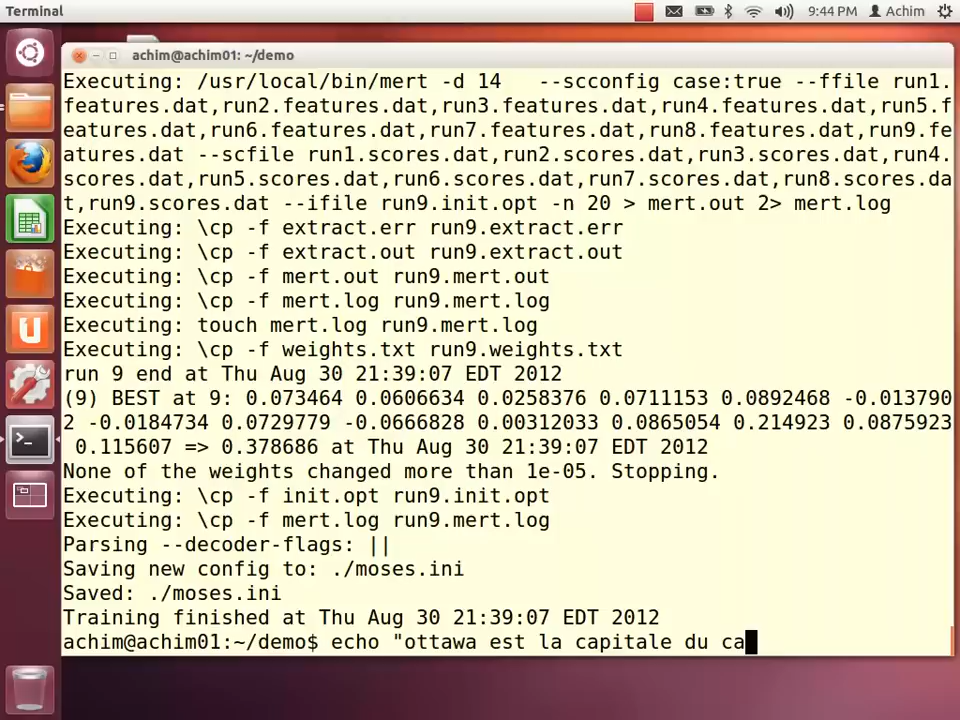 Terminal
9:44 PM
Achim
achim@achim01: ~/demo
Executing: /usr/local/bin/mert -d 14   --scconfig case:true --ffile run1.
features.dat,run2.features.dat,run3.features.dat,run4.features.dat,run5.f
eatures.dat,run6.features.dat,run7.features.dat,run8.features.dat,run9.fe
atures.dat --scfile run1.scores.dat,run2.scores.dat,run3.scores.dat,run4.
scores.dat,run5.scores.dat,run6.scores.dat,run7.scores.dat,run8.scores.da
t,run9.scores.dat --ifile run9.init.opt -n 20 > mert.out 2> mert.log
Executing: \cp -f extract.err run9.extract.err
Executing: \cp -f extract.out run9.extract.out
Executing: \cp -f mert.out run9.mert.out
Executing: \cp -f mert.log run9.mert.log
Executing: touch mert.log run9.mert.log
Executing: \cp -f weights.txt run9.weights.txt
run 9 end at Thu Aug 30 21:39:07 EDT 2012
(9) BEST at 9: 0.073464 0.0606634 0.0258376 0.0711153 0.0892468 -0.013790
2 -0.0184734 0.0729779 -0.0666828 0.00312033 0.0865054 0.214923 0.0875923
 0.115607 => 0.378686 at Thu Aug 30 21:39:07 EDT 2012
None of the weights changed more than 1e-05. Stopping.
Executing: \cp -f init.opt run9.init.opt
Executing: \cp -f mert.log run9.mert.log
Parsing --decoder-flags: ||
Saving new config to: ./moses.ini
Saved: ./moses.ini
Training finished at Thu Aug 30 21:39:07 EDT 2012
achim@achim01:~/demo$ echo "ottawa est la capitale du ca